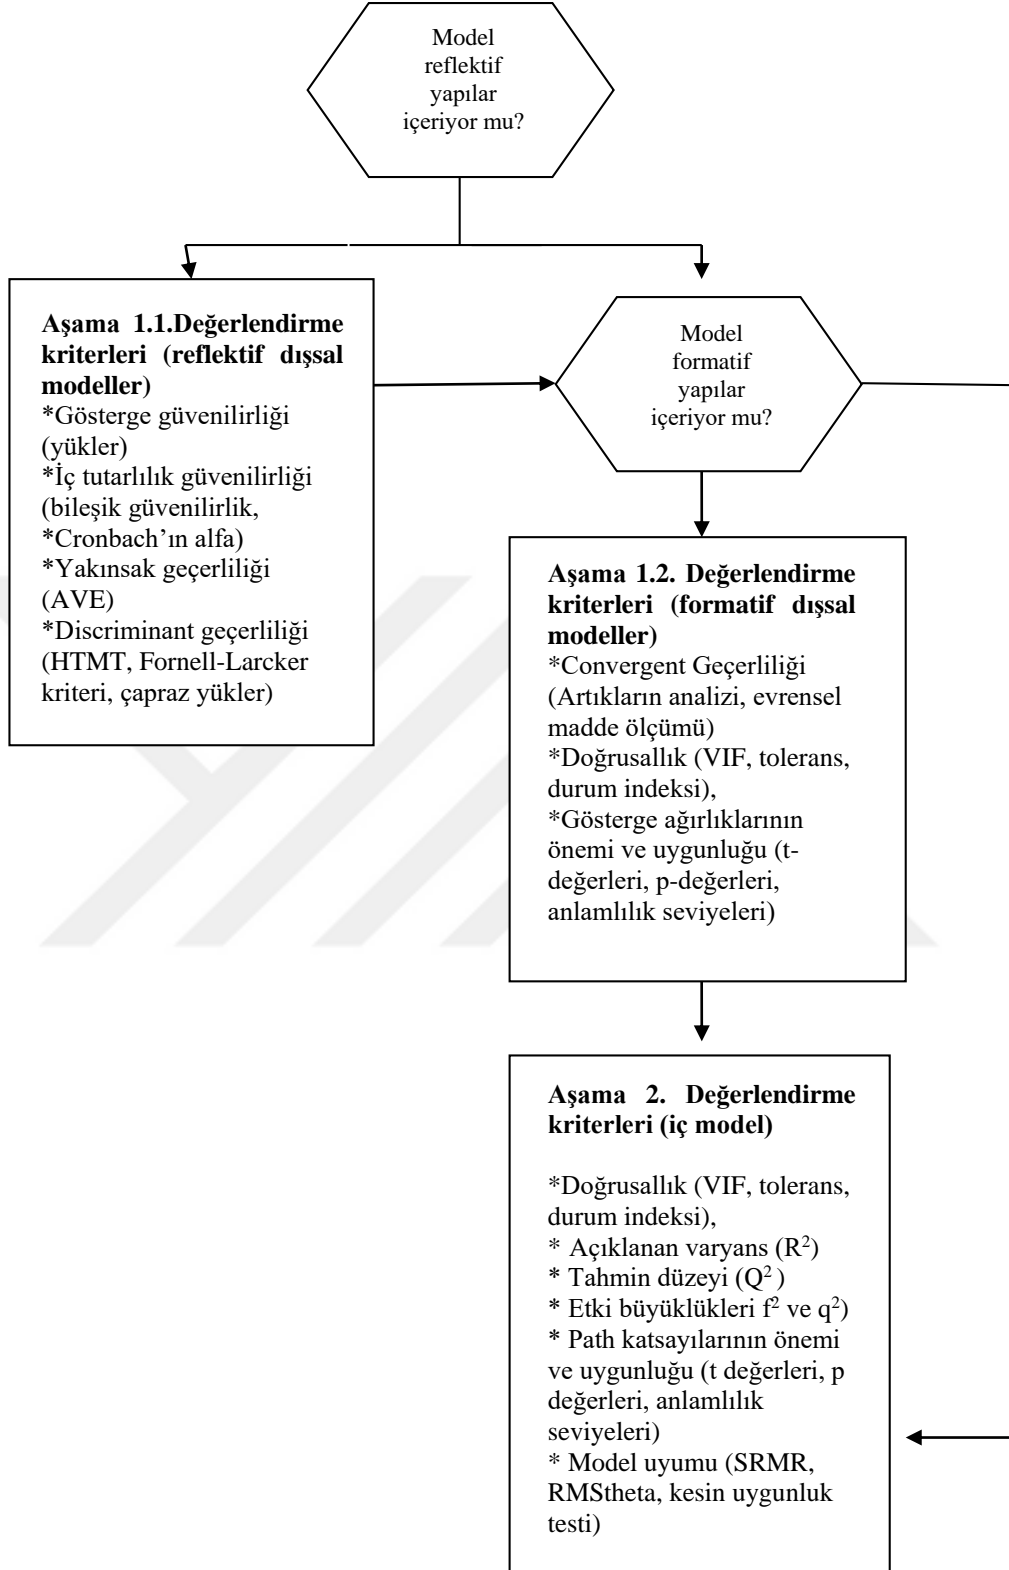 Model
reflektif
yapılar
içeriyor mu?
Aşama 1.1.Değerlendirme
kriterleri (reflektif dışsal
modeller)
*Gösterge güvenilirliği
(yükler)
*İç tutarlılık güvenilirliği
(bileşik güvenilirlik,
*Cronbach’ın alfa)
*Yakınsak geçerliliği
(AVE)
*Discriminant geçerliliği
(HTMT, Fornell-Larcker
kriteri, çapraz yükler)
Model
formatif
yapılar
içeriyor mu?
Aşama 1.2. Değerlendirme
kriterleri (formatif dışsal
modeller)
*Convergent Geçerliliği
(Artıkların analizi, evrensel
madde ölçümü)
*Doğrusallık (VIF, tolerans,
durum indeksi),
*Gösterge ağırlıklarının
önemi ve uygunluğu (t-
değerleri, p-değerleri,
anlamlılık seviyeleri)
Aşama 2. Değerlendirme
kriterleri (iç model)
*Doğrusallık (VIF, tolerans,
durum indeksi),
* Açıklanan varyans (R²)
* Tahmin düzeyi (Q² )
* Etki büyüklükleri f² ve q²)
* Path katsayılarının önemi
ve uygunluğu (t değerleri, p
değerleri, anlamlılık
seviyeleri)
* Model uyumu (SRMR,
RMStheta, kesin uygunluk
testi)